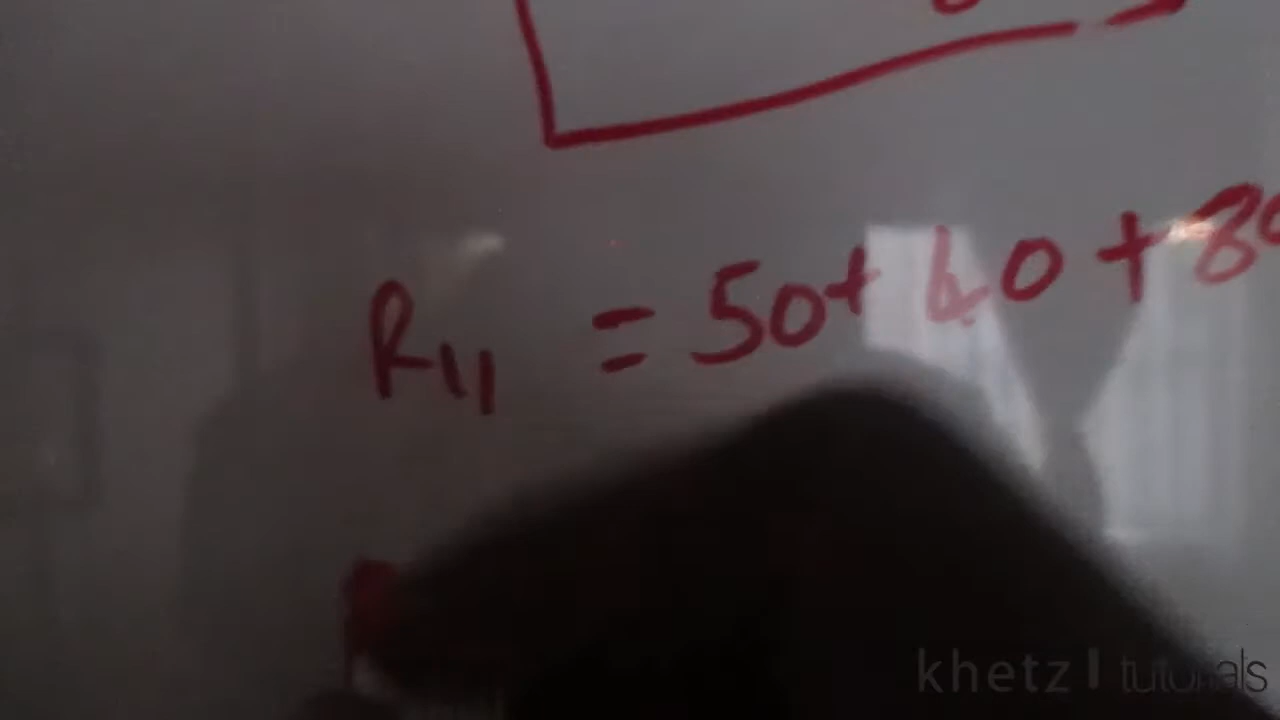 R11 = 50+ 60 + 80
khetz | tutorials